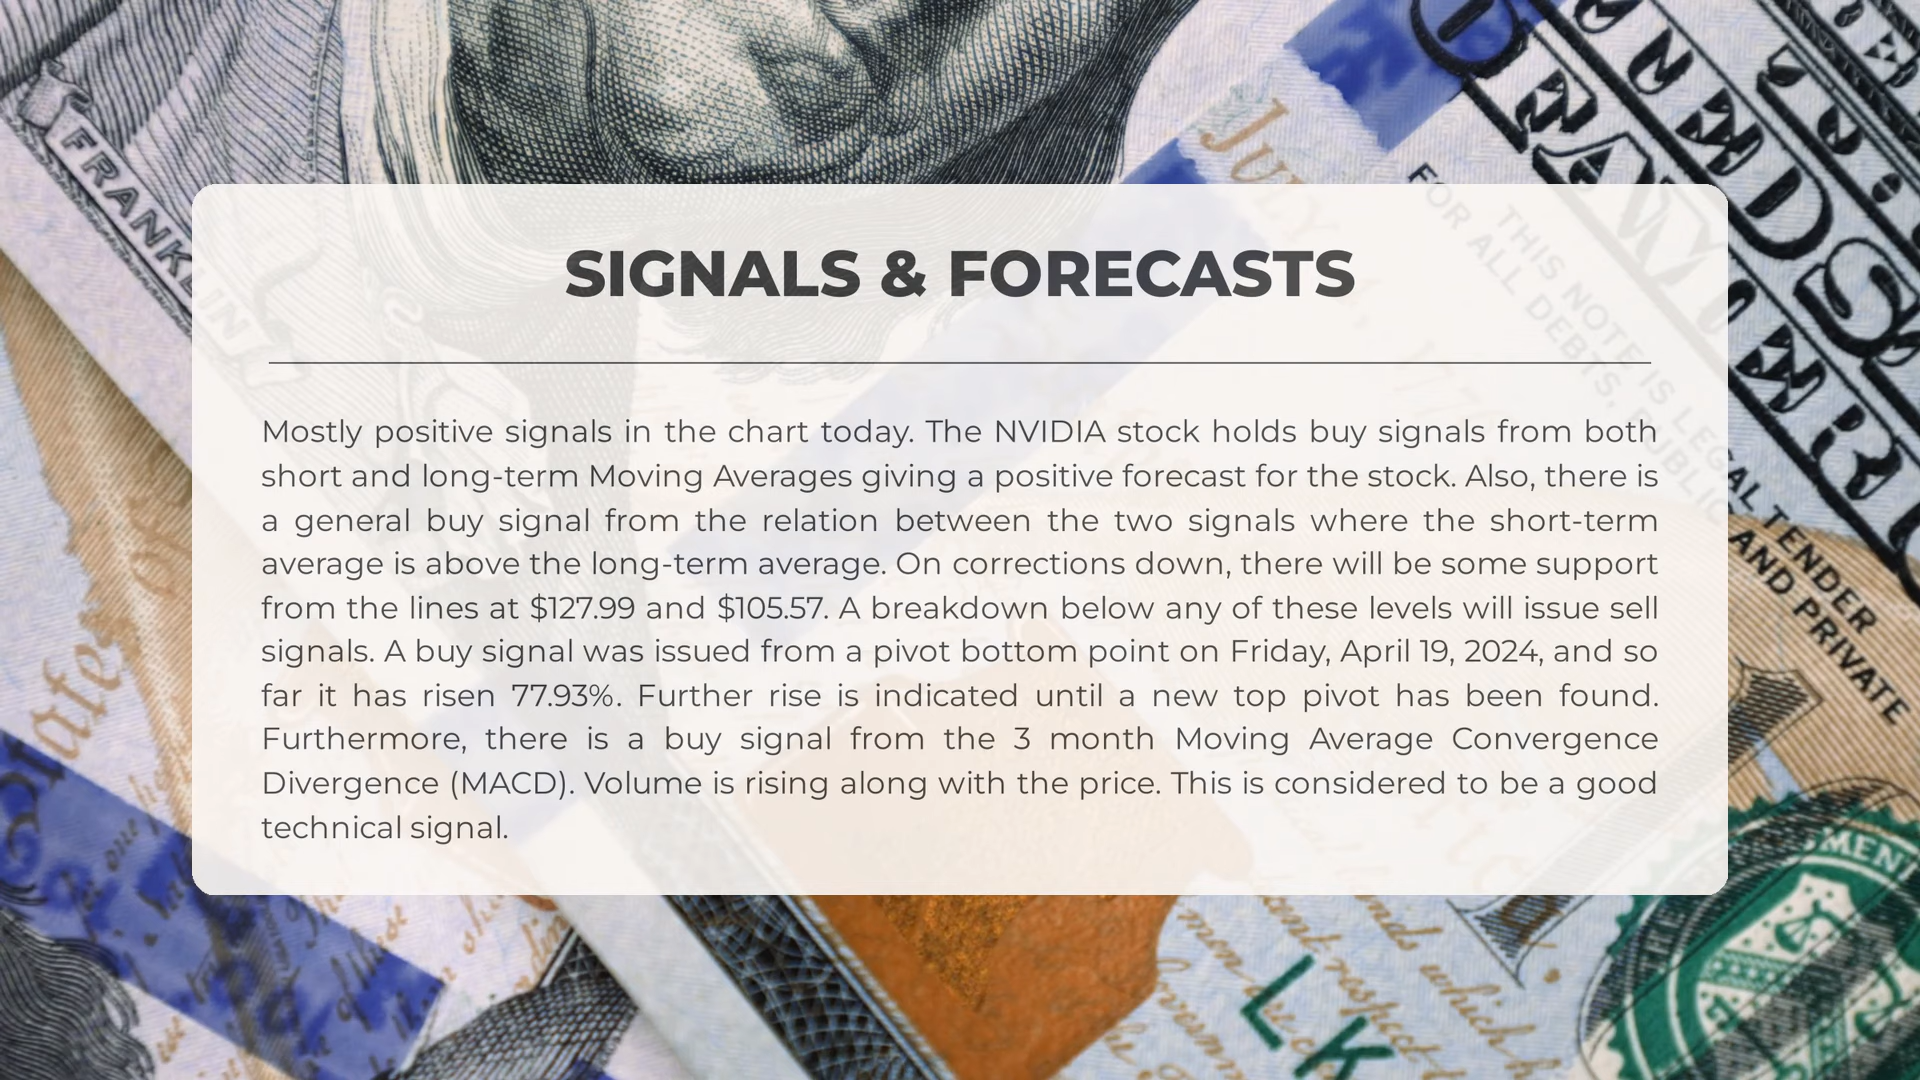 SIGNALS & FORECASTS
Mostly positive signals in the chart today. The NVIDIA stock holds buy signals from both
short and long-term Moving Averages giving a positive forecast for the stock. Also, there is
a general buy signal from the relation between the two signals where the short-term
average is above the long-term average. On corrections down, there will be some support
from the lines at $127.99 and $105.57. A breakdown below any of these levels will issue sell
signals. A buy signal was issued from a pivot bottom point on Friday, April 19, 2024, and so
far it has risen 77.93%. Further rise is indicated until a new top pivot has been found.
Furthermore, there is a buy signal from the 3 month Moving Average Convergence
Divergence (MACD). Volume is rising along with the price. This is considered to be a good
technical signal.
FRANKLIN
JULY
THIS NOTE IS LEGAL TENDER
FOR ALL DEBTS, PUBLIC AND PRIVATE
LK